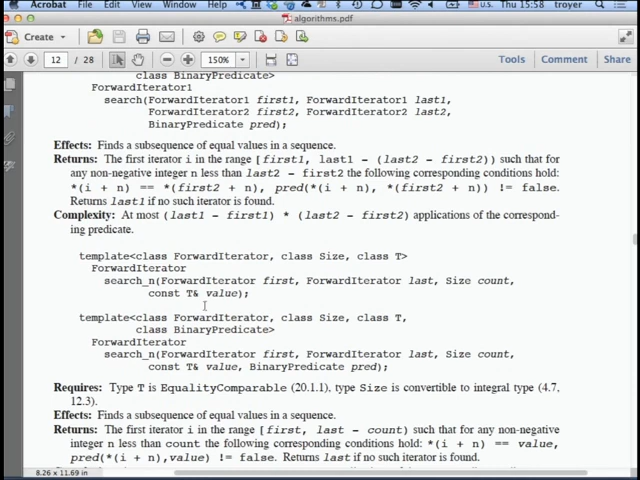 Acrobat File Edit View Window Help U.S. Thu 15:58 troyer
algorithms.pdf
Create
12 / 28 150% Tools Comment Share
class BinaryPredicate>
ForwardIterator1
search(ForwardIterator1 first1, ForwardIterator1 last1,
ForwardIterator2 first2, ForwardIterator2 last2,
BinaryPredicate pred);
Effects: Finds a subsequence of equal values in a sequence.
Returns: The first iterator i in the range [first1, last1 - (last2 - first2)) such that for
any non-negative integer n less than last2 - first2 the following corresponding conditions hold:
*(i + n) == *(first2 + n), pred(*(i + n), *(first2 + n)) != false.
Returns last1 if no such iterator is found.
Complexity: At most (last1 - first1) * (last2 - first2) applications of the correspond-
ing predicate.
template<class ForwardIterator, class Size, class T>
ForwardIterator
search_n(ForwardIterator first, ForwardIterator last, Size count,
const T& value);
template<class ForwardIterator, class Size, class T,
class BinaryPredicate>
ForwardIterator
search_n(ForwardIterator first, ForwardIterator last, Size count,
const T& value, BinaryPredicate pred);
Requires: Type T is EqualityComparable (20.1.1), type Size is convertible to integral type (4.7,
12.3).
Effects: Finds a subsequence of equal values in a sequence.
Returns: The first iterator i in the range [first, last - count) such that for any non-negative
integer n less than count the following corresponding conditions hold: *(i + n) == value,
pred(*(i + n),value) != false. Returns last if no such iterator is found.
8.26 x 11.69 in